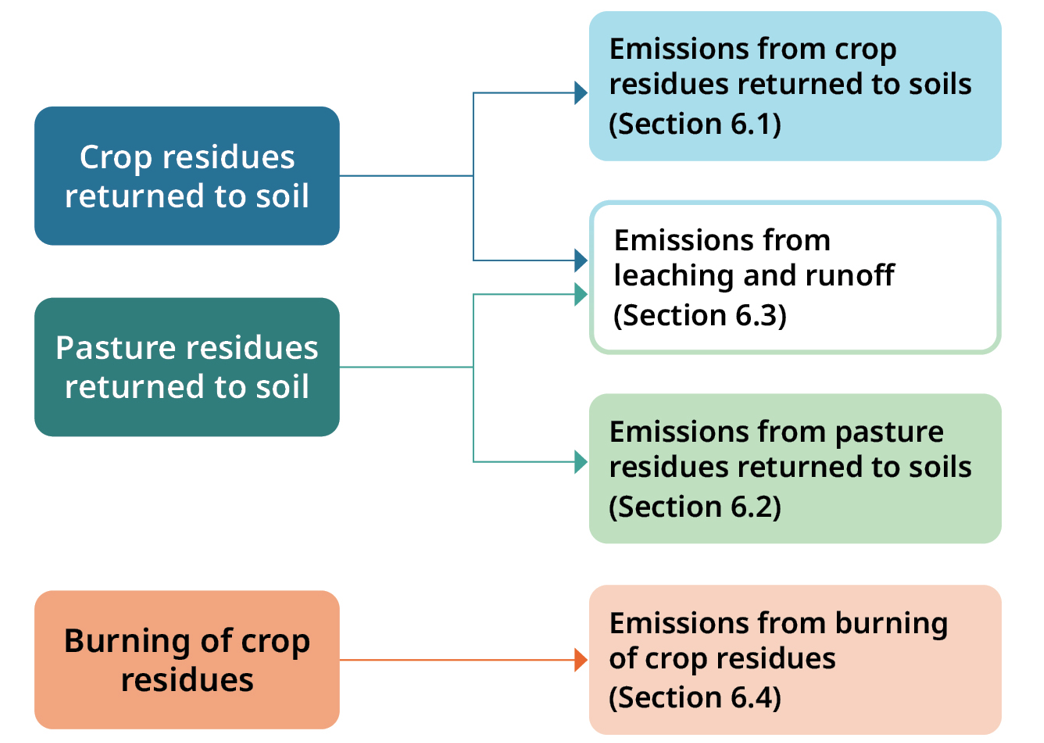 Crop residues
returned to soil
Pasture residues
returned to soil
Burning of crop
residues
Emissions from crop
residues returned to soils
(Section 6.1)
Emissions from
leaching and runoff
(Section 6.3)
Emissions from pasture
residues returned to soils
(Section 6.2)
Emissions from burning
of crop residues
(Section 6.4)